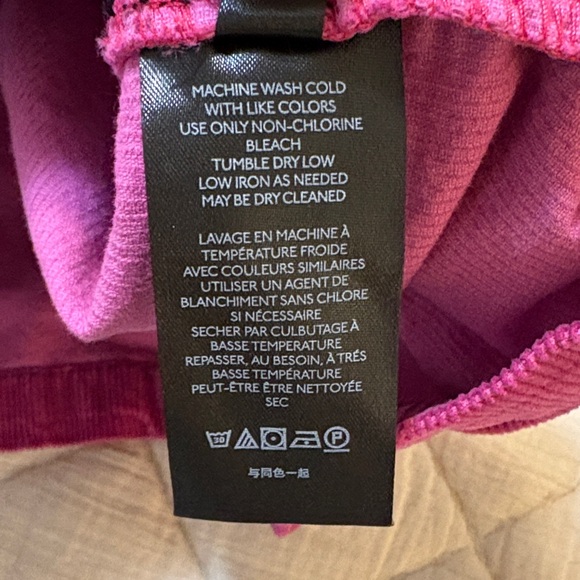 MACHINE WASH COLD
WITH LIKE COLORS
USE ONLY NON-CHLORINE
BLEACH
TUMBLE DRY LOW
LOW IRON AS NEEDED
MAY BE DRY CLEANED
LAVAGE EN MACHINE À
TEMPÉRATURE FROIDE
AVEC COULEURS SIMILAIRES
UTILISER UN AGENT DE
BLANCHIMENT SANS CHLORE
SI NÉCESSAIRE
SECHER PAR CULBUTAGE À
BASSE TEMPERATURE
REPASSER, AU BESOIN, À TRÉS
BASSE TEMPÉRATURE
PEUT-ÊTRE ÊTRE NETTOYÉE
SEC
30 P
与同色一起